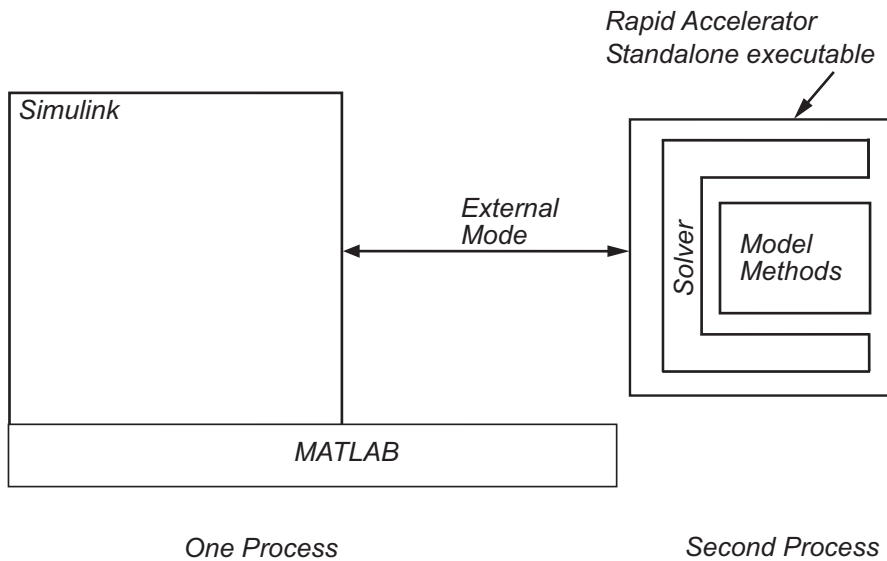 Rapid Accelerator
Standalone executable
Simulink
External
Mode
Solver
Model
Methods
MATLAB
One Process
Second Process